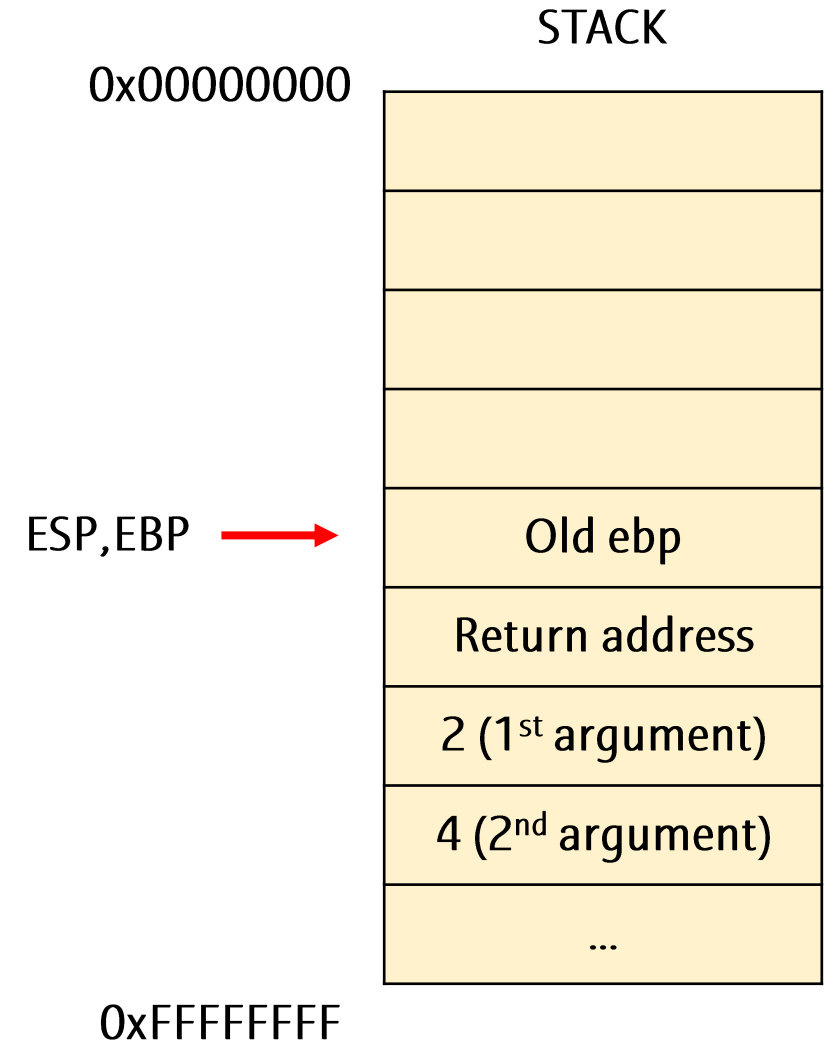 STACK
0x00000000
ESP,EBP
Old ebp
Return address
2 (1st argument)
4 (2nd argument)
...
0xFFFFFFFF